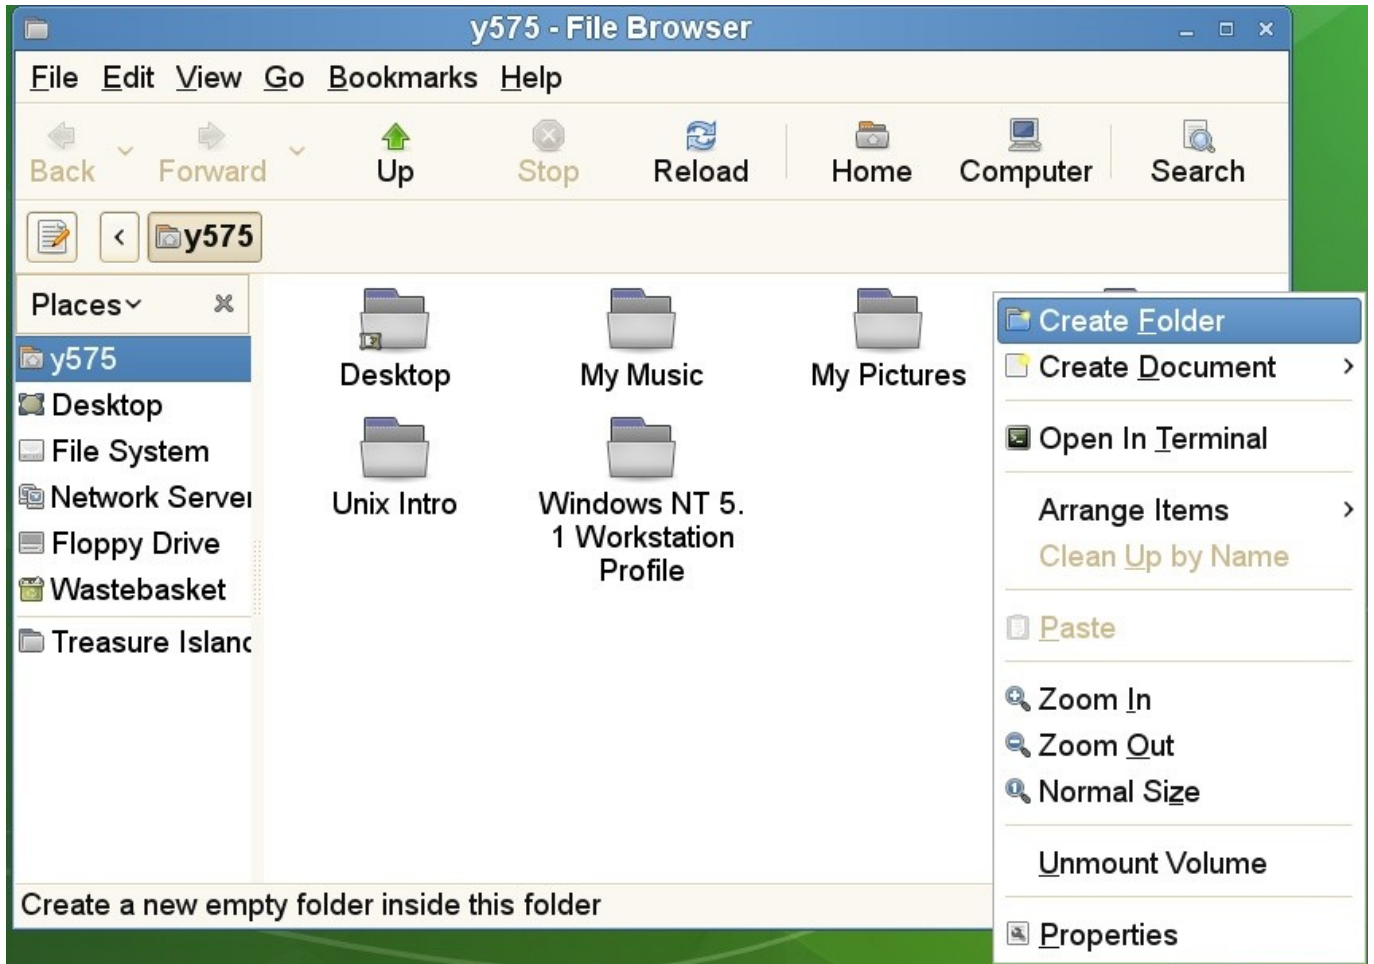 y575 - File Browser
File Edit View Go Bookmarks Help
Back Forward Up Stop Reload Home Computer Search
y575
Places
y575
Desktop
File System
Network Server
Floppy Drive
Wastebasket
Treasure Island
Desktop
My Music
My Pictures
Unix Intro
Windows NT 5.
1 Workstation
Profile
Create Folder
Create Document
Open In Terminal
Arrange Items
Clean Up by Name
Paste
Zoom In
Zoom Out
Normal Size
Unmount Volume
Properties
Create a new empty folder inside this folder